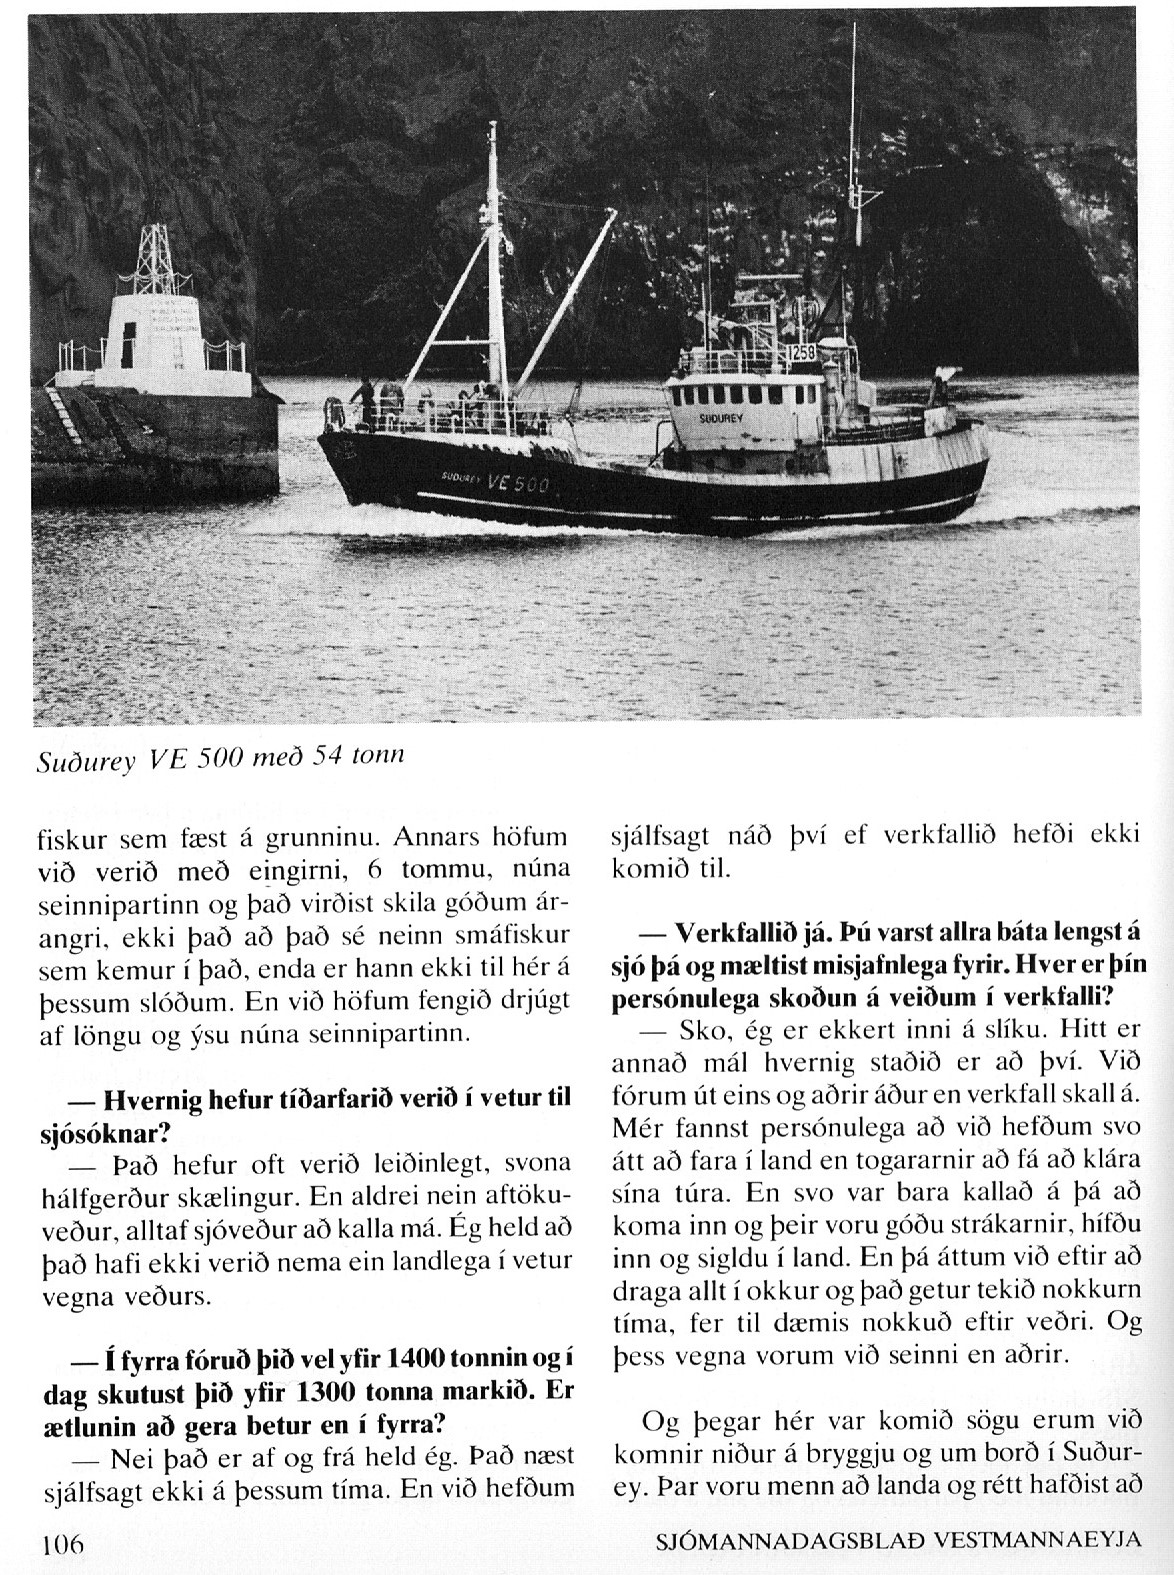 1258
SUÐUREY
SUÐUREY VE 500
Suðurey VE 500 með 54 tonn
fiskur sem fæst á grunninu. Annars höfum
við verið með eingirni, 6 tommu, núna
seinnipartinn og það virðist skila góðum ár-
angri, ekki það að það sé neinn smáfiskur
sem kemur í það, enda er hann ekki til hér á
þessum slóðum. En við höfum fengið drjúgt
af löngu og ýsu núna seinnipartinn.
— Hvernig hefur tíðarfarið verið í vetur til
sjósóknar?
— Það hefur oft verið leiðinlegt, svona
hálfgerður skælingur. En aldrei nein aftöku-
veður, alltaf sjóveður að kalla má. Ég held að
það hafi ekki verið nema ein landlega í vetur
vegna veðurs.
— Í fyrra fóruð þið vel yfir 1400 tonnin og í
dag skutust þið yfir 1300 tonna markið. Er
ætlunin að gera betur en í fyrra?
— Nei það er af og frá held ég. Það næst
sjálfsagt ekki á þessum tíma. En við hefðum
sjálfsagt náð því ef verkfallið hefði ekki
komið til.
— Verkfallið já. Þú varst allra báta lengst á
sjó þá og mæltist misjafnlega fyrir. Hver er þín
persónulega skoðun á veiðum í verkfalli?
— Sko, ég er ekkert inni á slíku. Hitt er
annað mál hvernig staðið er að því. Við
fórum út eins og aðrir áður en verkfall skall á.
Mér fannst persónulega að við hefðum svo
átt að fara í land en togararnir að fá að klára
sína túra. En svo var bara kallað á þá að
koma inn og þeir voru góðu strákarnir, hífðu
inn og sigldu í land. En þá áttum við eftir að
draga allt í okkur og það getur tekið nokkurn
tíma, fer til dæmis nokkuð eftir veðri. Og
þess vegna vorum við seinni en aðrir.
Og þegar hér var komið sögu erum við
komnir niður á bryggju og um borð í Suður-
ey. Þar voru menn að landa og rétt hafðist að
106
SJÓMANNADAGSBLAÐ VESTMANNAEYJA